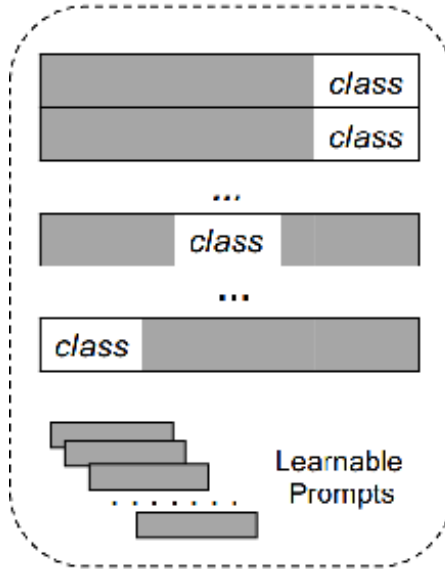 class
class
...
class
...
class
Learnable
Prompts
. . . . . . .